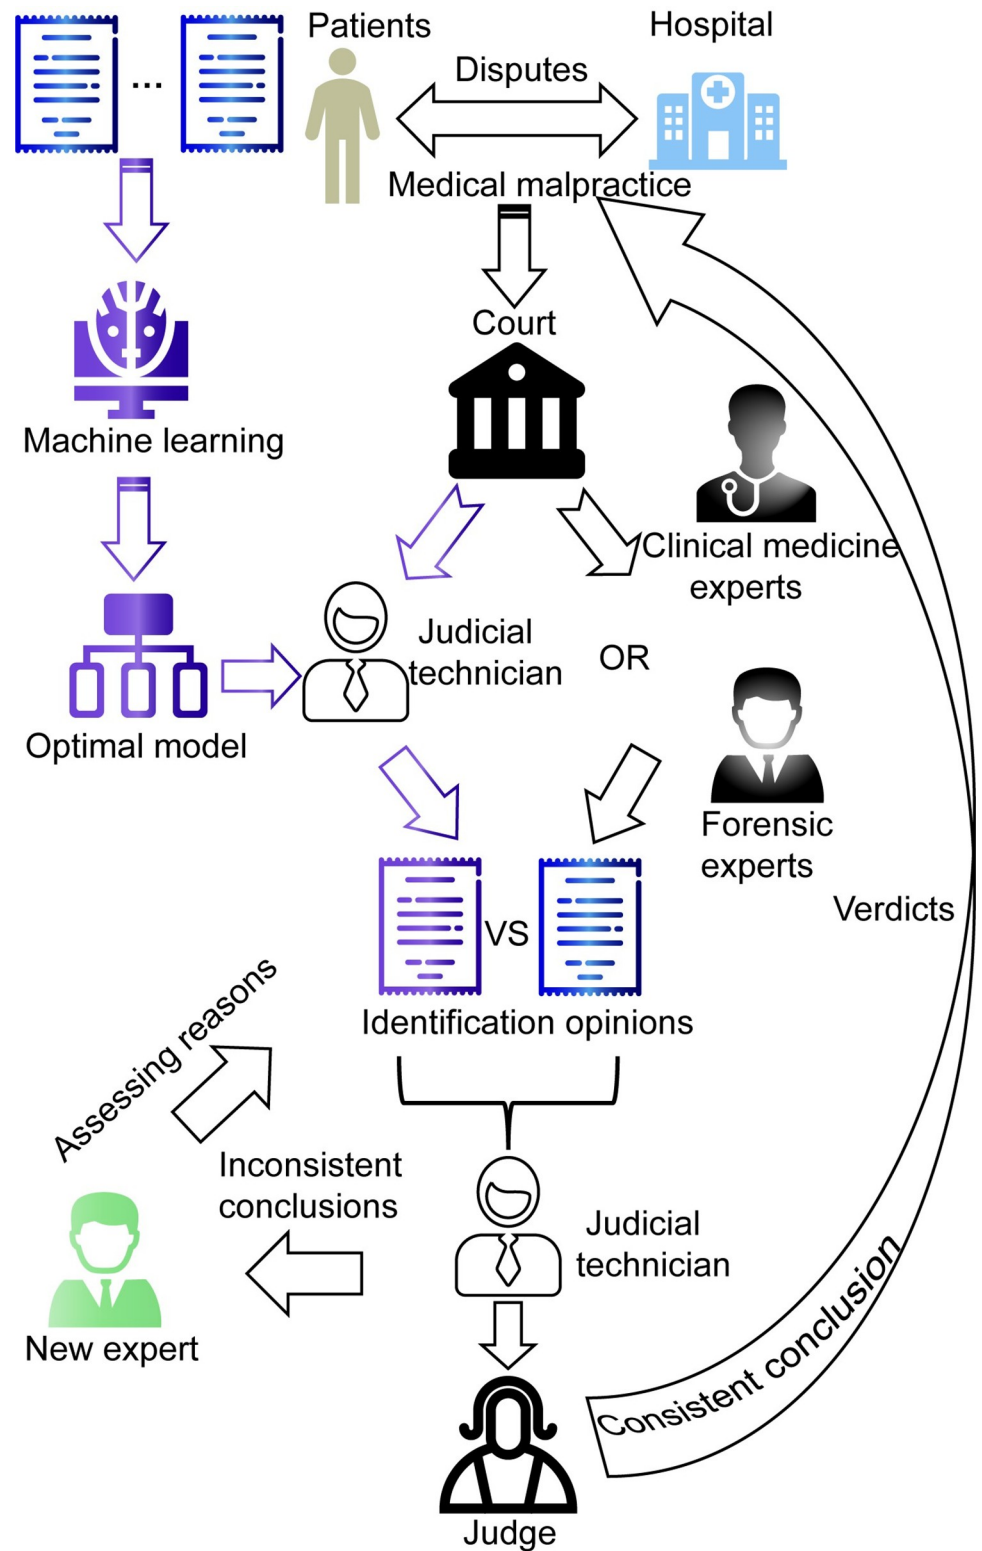 Patients
Hospital
Disputes
...
Medical malpractice
Court
Machine learning
Clinical medicine
experts
Judicial
technician
OR
Optimal model
Forensic
experts
Verdicts
VS
Identification opinions
Assessing reasons
Inconsistent
conclusions
Judicial
technician
New expert
Consistent conclusion
Judge